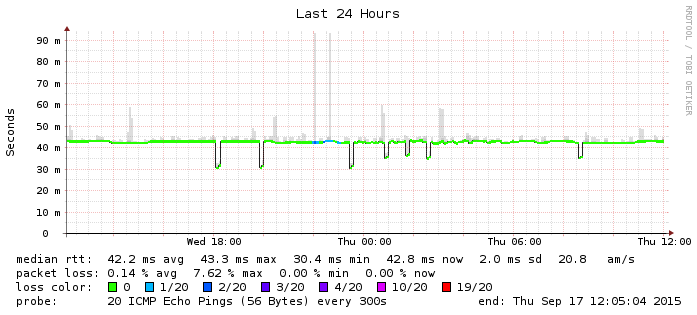 Last 24 Hours
RRDTOOL / TOBI OETIKER
Seconds
90 m
80 m
70 m
60 m
50 m
40 m
30 m
20 m
10 m
0
Wed 18:00 Thu 00:00 Thu 06:00 Thu 12:00
median rtt: 42.2 ms avg 43.3 ms max 30.4 ms min 42.8 ms now 2.0 ms sd 20.8 am/s
packet loss: 0.14 % avg 7.62 % max 0.00 % min 0.00 % now
loss color: 0 1/20 2/20 3/20 4/20 10/20 19/20
probe: 20 ICMP Echo Pings (56 Bytes) every 300s end: Thu Sep 17 12:05:04 2015